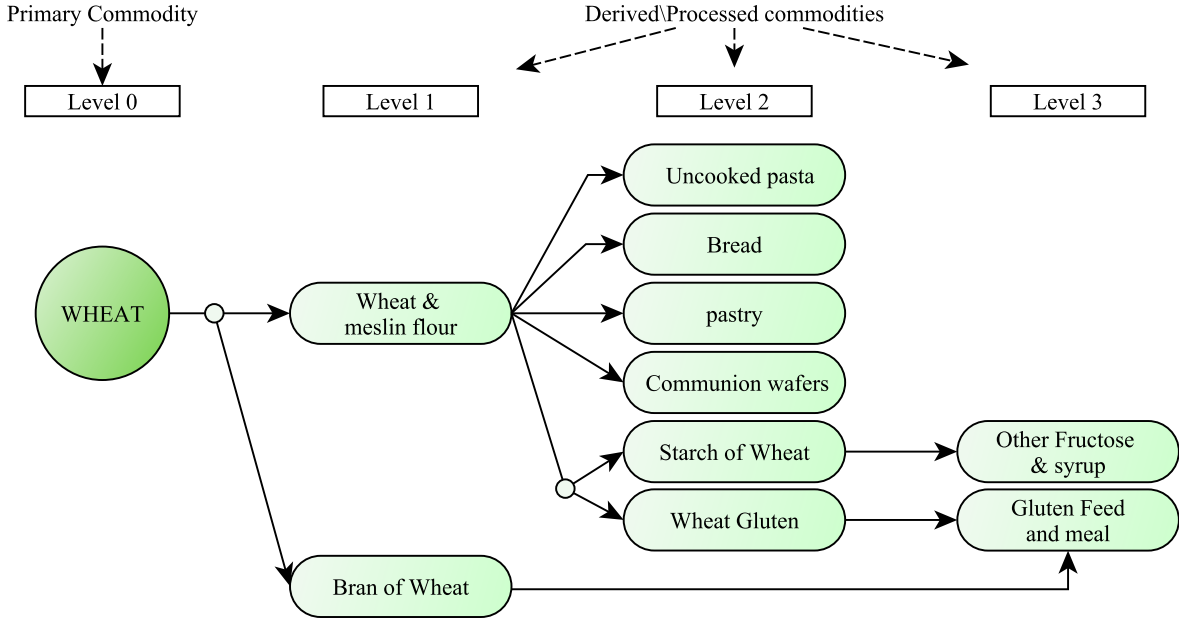 Primary Commodity
Derived\Processed commodities
Level 0
Level 1
Level 2
Level 3
Uncooked pasta
Bread
WHEAT
Wheat &
meslin flour
pastry
Communion wafers
Starch of Wheat
Other Fructose
& syrup
Wheat Gluten
Gluten Feed
and meal
Bran of Wheat